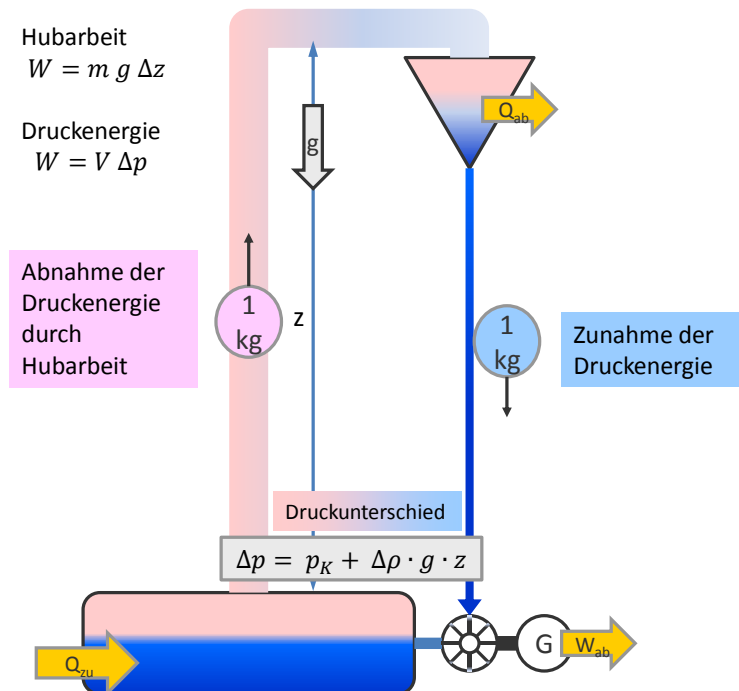 Hubarbeit
W = m g Δz
Druckenergie
W = V Δp
g
Q_ab
Abnahme der
Druckenergie
durch
Hubarbeit
1
kg
z
1
kg
Zunahme der
Druckenergie
Druckunterschied
Δp = p_K + Δρ · g · z
Q_zu
G
W_ab